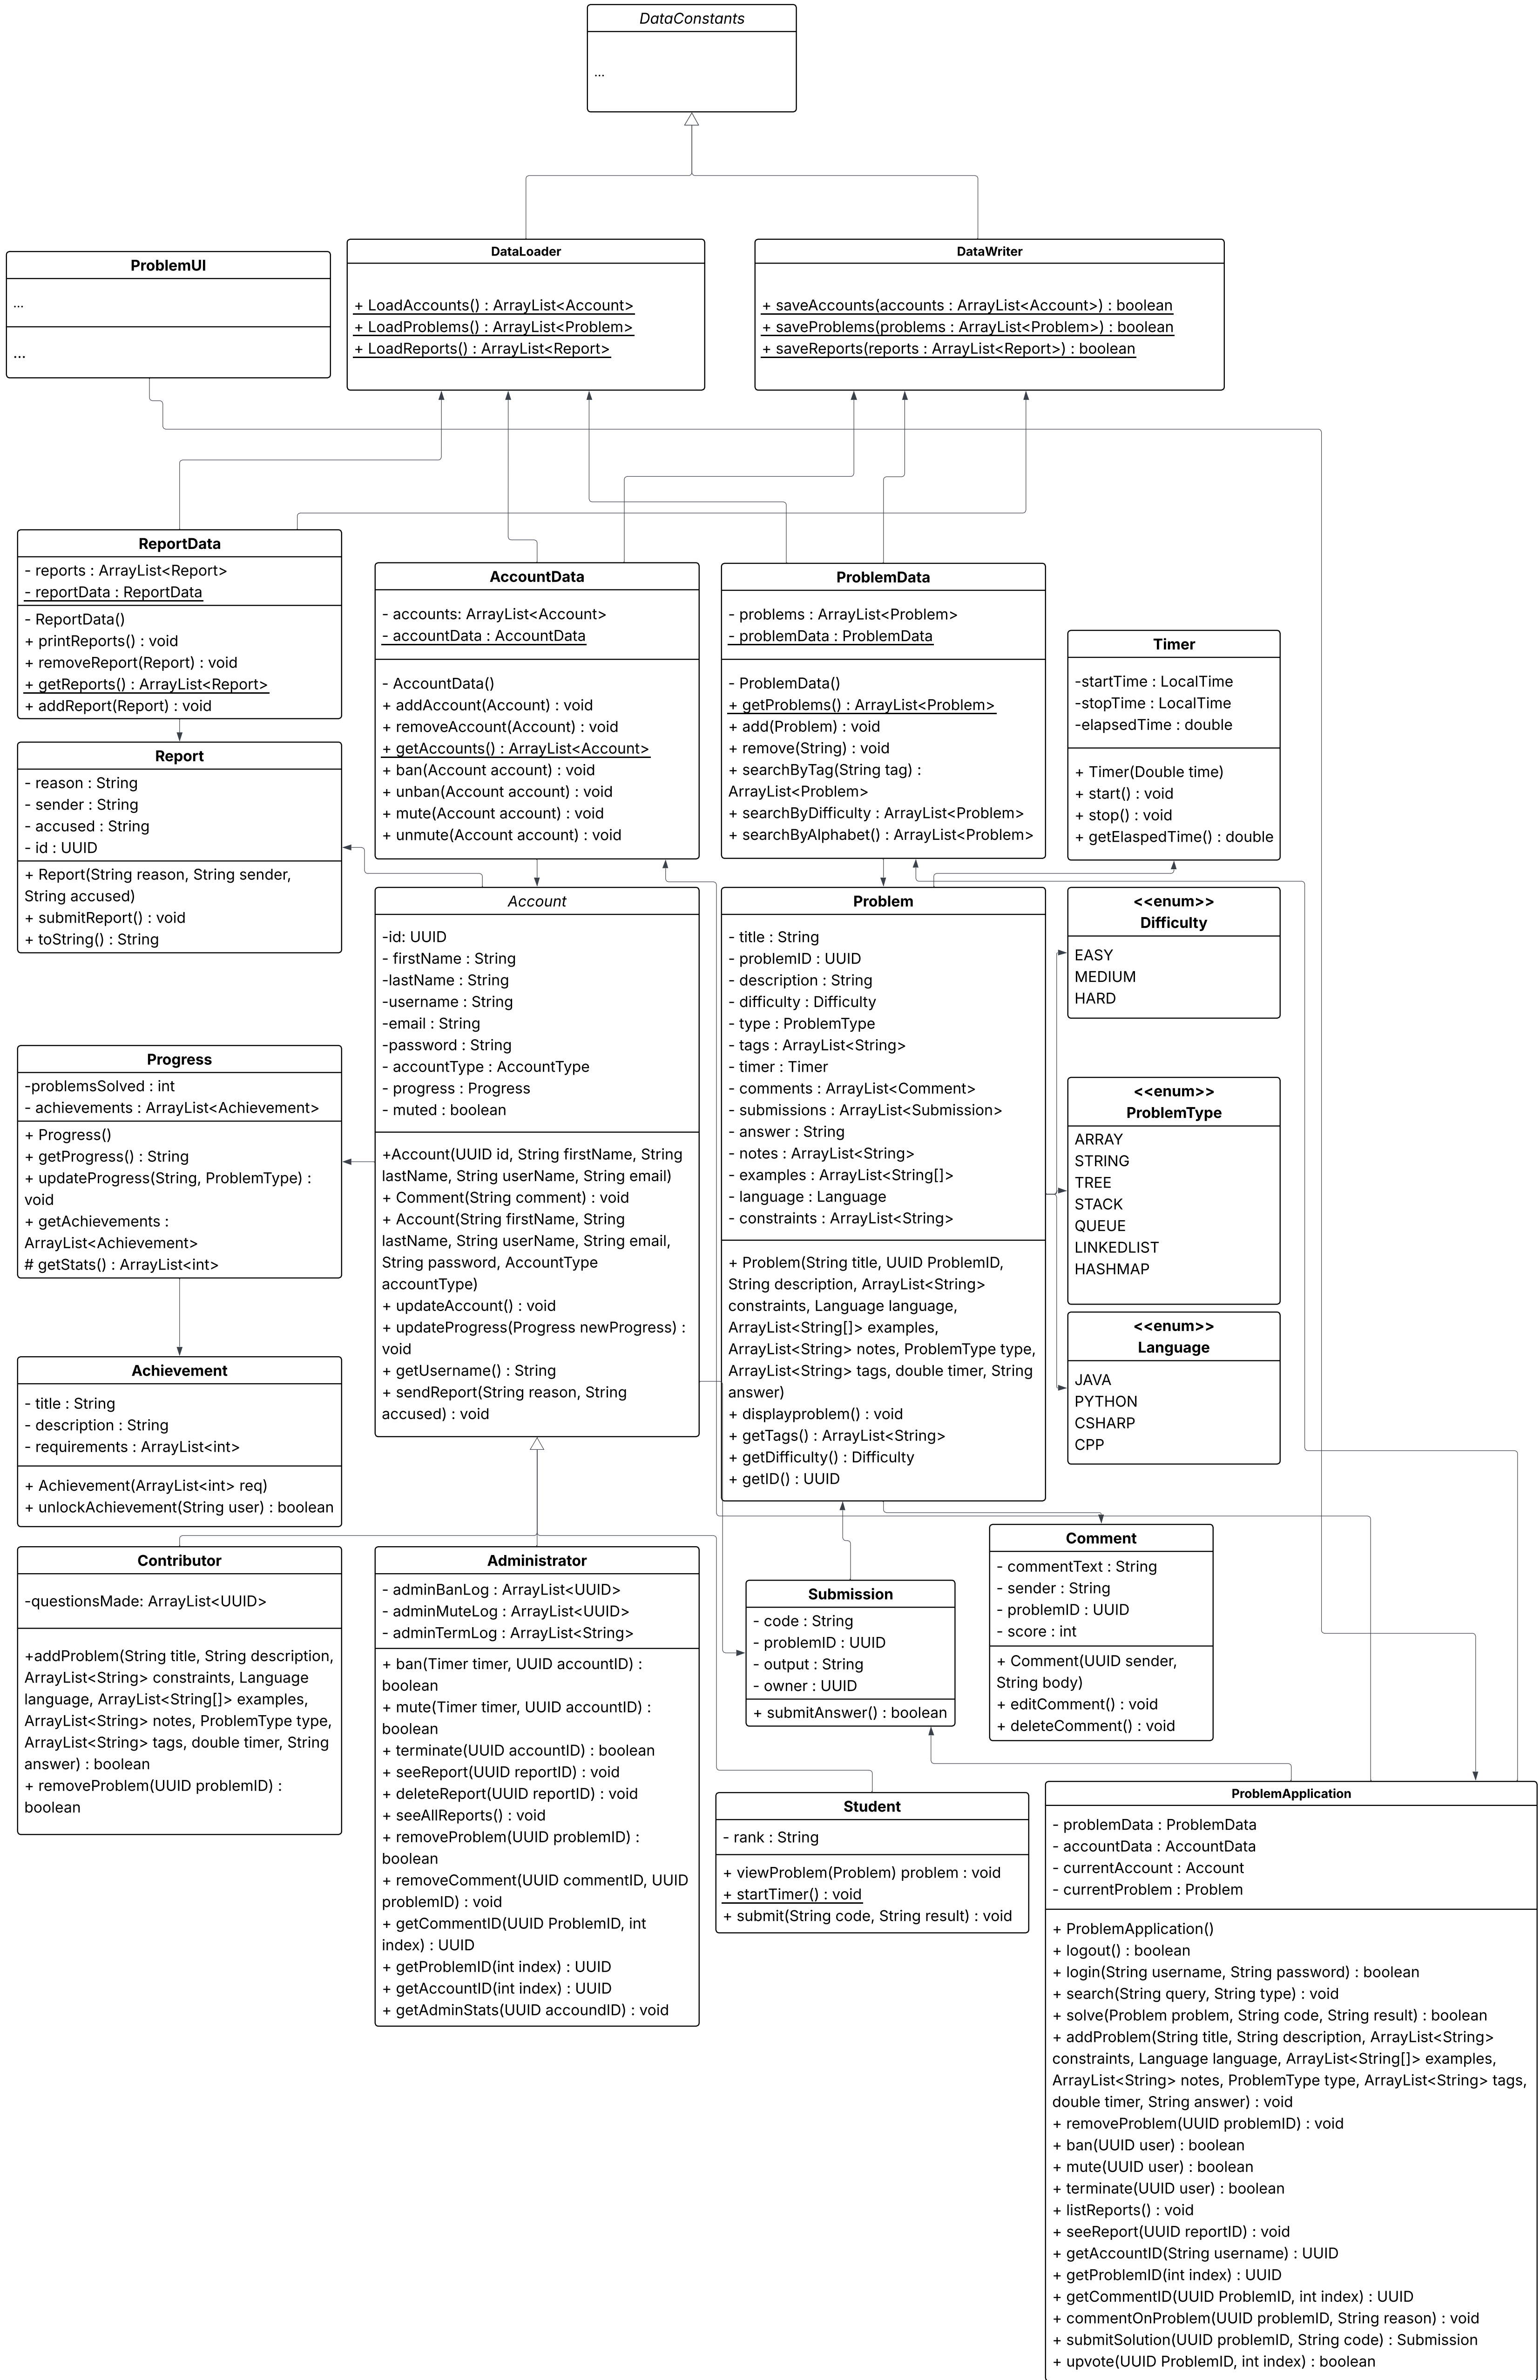 DataConstants
...
ProblemUI
...
...
DataLoader
+ LoadAccounts() : ArrayList<Account>
+ LoadProblems() : ArrayList<Problem>
+ LoadReports() : ArrayList<Report>
DataWriter
+ saveAccounts(accounts : ArrayList<Account>) : boolean
+ saveProblems(problems : ArrayList<Problem>) : boolean
+ saveReports(reports : ArrayList<Report>) : boolean
ReportData
- reports : ArrayList<Report>
- reportData : ReportData
- ReportData()
+ printReports() : void
+ removeReport(Report) : void
+ getReports() : ArrayList<Report>
+ addReport(Report) : void
AccountData
- accounts: ArrayList<Account>
- accountData : AccountData
- AccountData()
+ addAccount(Account) : void
+ removeAccount(Account) : void
+ getAccounts() : ArrayList<Account>
+ ban(Account account) : void
+ unban(Account account) : void
+ mute(Account account) : void
+ unmute(Account account) : void
ProblemData
- problems : ArrayList<Problem>
- problemData : ProblemData
- ProblemData()
+ getProblems() : ArrayList<Problem>
+ add(Problem) : void
+ remove(String) : void
+ searchByTag(String tag) :
ArrayList<Problem>
+ searchByDifficulty : ArrayList<Problem>
+ searchByAlphabet() : ArrayList<Problem>
Timer
-startTime : LocalTime
-stopTime : LocalTime
-elapsedTime : double
+ Timer(Double time)
+ start() : void
+ stop() : void
+ getElaspedTime() : double
Report
- reason : String
- sender : String
- accused : String
- id : UUID
+ Report(String reason, String sender,
String accused)
+ submitReport() : void
+ toString() : String
Account
-id: UUID
- firstName : String
-lastName : String
-username : String
-email : String
-password : String
- accountType : AccountType
- progress : Progress
- muted : boolean
+Account(UUID id, String firstName, String
lastName, String userName, String email)
+ Comment(String comment) : void
+ Account(String firstName, String
lastName, String userName, String email,
String password, AccountType
accountType)
+ updateAccount() : void
+ updateProgress(Progress newProgress) :
void
+ getUsername() : String
+ sendReport(String reason, String
accused) : void
Problem
- title : String
- problemID : UUID
- description : String
- difficulty : Difficulty
- type : ProblemType
- tags : ArrayList<String>
- timer : Timer
- comments : ArrayList<Comment>
- submissions : ArrayList<Submission>
- answer : String
- notes : ArrayList<String>
- examples : ArrayList<String[]>
- language : Language
- constraints : ArrayList<String>
+ Problem(String title, UUID ProblemID,
String description, ArrayList<String>
constraints, Language language,
ArrayList<String[]> examples,
ArrayList<String> notes, ProblemType type,
ArrayList<String> tags, double timer, String
answer)
+ displayproblem() : void
+ getTags() : ArrayList<String>
+ getDifficulty() : Difficulty
+ getID() : UUID
<<enum>>
Difficulty
EASY
MEDIUM
HARD
<<enum>>
ProblemType
ARRAY
STRING
TREE
STACK
QUEUE
LINKEDLIST
HASHMAP
<<enum>>
Language
JAVA
PYTHON
CSHARP
CPP
Progress
-problemsSolved : int
- achievements : ArrayList<Achievement>
+ Progress()
+ getProgress() : String
+ updateProgress(String, ProblemType) :
void
+ getAchievements :
ArrayList<Achievement>
# getStats() : ArrayList<int>
Achievement
- title : String
- description : String
- requirements : ArrayList<int>
+ Achievement(ArrayList<int> req)
+ unlockAchievement(String user) : boolean
Contributor
-questionsMade: ArrayList<UUID>
+addProblem(String title, String description,
ArrayList<String> constraints, Language
language, ArrayList<String[]> examples,
ArrayList<String> notes, ProblemType type,
ArrayList<String> tags, double timer, String
answer) : boolean
+ removeProblem(UUID problemID) :
boolean
Administrator
- adminBanLog : ArrayList<UUID>
- adminMuteLog : ArrayList<UUID>
- adminTermLog : ArrayList<String>
+ ban(Timer timer, UUID accountID) :
boolean
+ mute(Timer timer, UUID accountID) :
boolean
+ terminate(UUID accountID) : boolean
+ seeReport(UUID reportID) : void
+ deleteReport(UUID reportID) : void
+ seeAllReports() : void
+ removeProblem(UUID problemID) :
boolean
+ removeComment(UUID commentID, UUID
problemID) : void
+ getCommentID(UUID ProblemID, int
index) : UUID
+ getProblemID(int index) : UUID
+ getAccountID(int index) : UUID
+ getAdminStats(UUID accoundID) : void
Submission
- code : String
- problemID : UUID
- output : String
- owner : UUID
+ submitAnswer() : boolean
Comment
- commentText : String
- sender : String
- problemID : UUID
- score : int
+ Comment(UUID sender,
String body)
+ editComment() : void
+ deleteComment() : void
Student
- rank : String
+ viewProblem(Problem) problem : void
+ startTimer() : void
+ submit(String code, String result) : void
ProblemApplication
- problemData : ProblemData
- accountData : AccountData
- currentAccount : Account
- currentProblem : Problem
+ ProblemApplication()
+ logout() : boolean
+ login(String username, String password) : boolean
+ search(String query, String type) : void
+ solve(Problem problem, String code, String result) : boolean
+ addProblem(String title, String description, ArrayList<String>
constraints, Language language, ArrayList<String[]> examples,
ArrayList<String> notes, ProblemType type, ArrayList<String> tags,
double timer, String answer) : void
+ removeProblem(UUID problemID) : void
+ ban(UUID user) : boolean
+ mute(UUID user) : boolean
+ terminate(UUID user) : boolean
+ listReports() : void
+ seeReport(UUID reportID) : void
+ getAccountID(String username) : UUID
+ getProblemID(int index) : UUID
+ getCommentID(UUID ProblemID, int index) : UUID
+ commentOnProblem(UUID problemID, String reason) : void
+ submitSolution(UUID problemID, String code) : Submission
+ upvote(UUID ProblemID, int index) : boolean